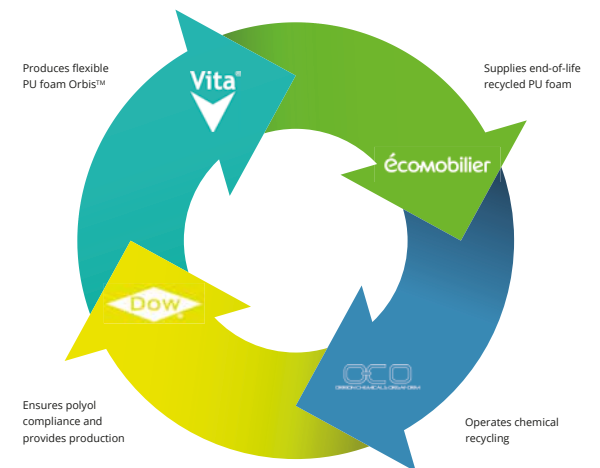 Produces flexible
PU foam Orbis™
Vita®
Supplies end-of-life
recycled PU foam
écomobilier
Dow®
OCO
Ensures polyol
compliance and
provides production
Operates chemical
recycling